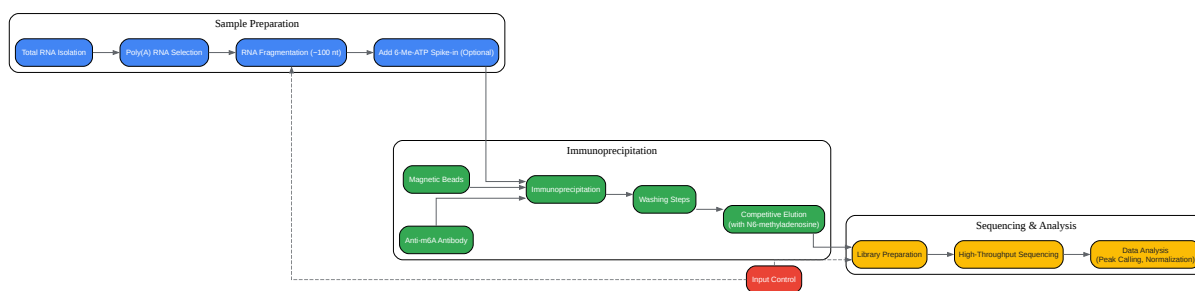 Sample Preparation
Total RNA Isolation
Poly(A) RNA Selection
RNA Fragmentation (~100 nt)
Add 6-Me-ATP Spike-in (Optional)
Immunoprecipitation
Magnetic Beads
Anti-m6A Antibody
Immunoprecipitation
Washing Steps
Competitive Elution
(with N6-methyladenosine)
Input Control
Sequencing & Analysis
Library Preparation
High-Throughput Sequencing
Data Analysis
(Peak Calling, Normalization)